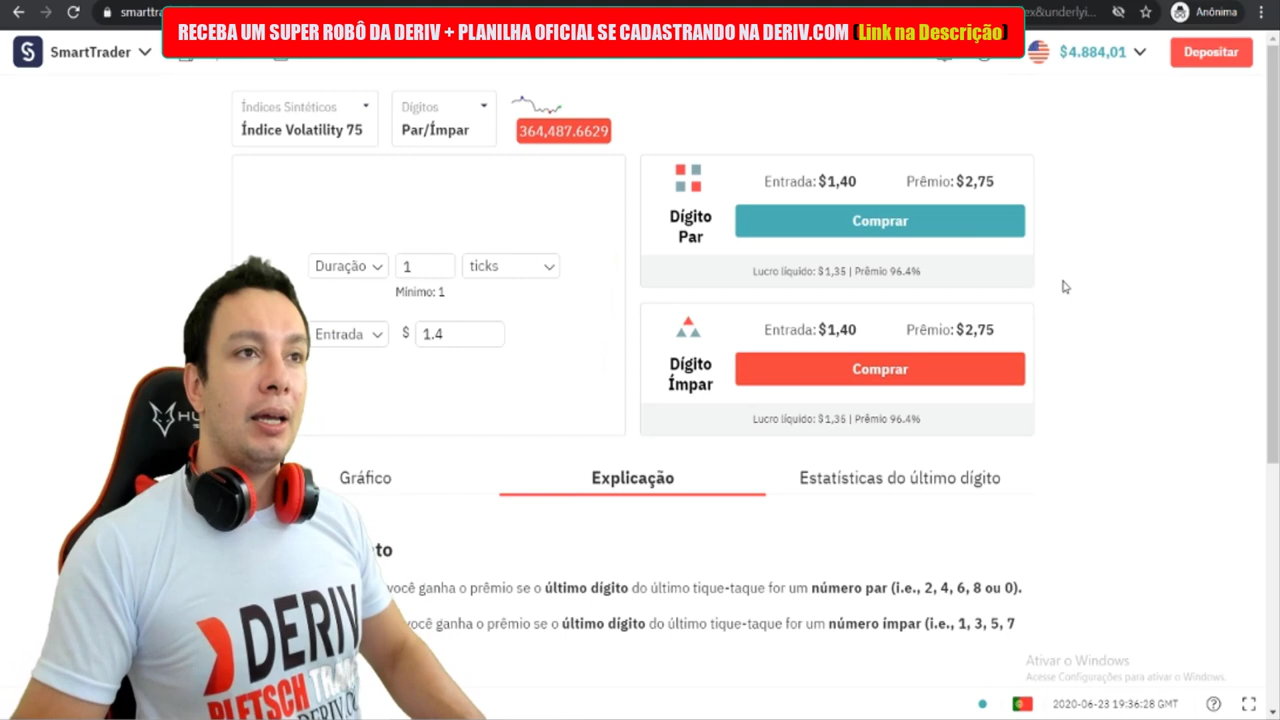 smarttr
RECEBA UM SUPER ROBÔ DA DERIV + PLANILHA OFICIAL SE CADASTRANDO NA DERIV.COM (Link na Descrição)
Anônima
SmartTrader
$4.884,01
Depositar
Índices Sintéticos
Índice Volatility 75
Dígitos
Par/Ímpar
364,487.6629
Duração
1
ticks
Mínimo: 1
Entrada
$
1.4
Entrada: $1,40
Prêmio: $2,75
Dígito
Par
Comprar
Lucro líquido: $1,35 | Prêmio 96.4%
Entrada: $1,40
Prêmio: $2,75
Dígito
Ímpar
Comprar
Lucro líquido: $1,35 | Prêmio 96.4%
Gráfico
Explicação
Estatísticas do último dígito
to
você ganha o prêmio se o último dígito do último tique-taque for um número par (i.e., 2, 4, 6, 8 ou 0).
você ganha o prêmio se o último dígito do último tique-taque for um número ímpar (i.e., 1, 3, 5, 7
DERIV
PLETSCH
DERIV.CO
Ativar o Windows
Acesse Configurações para ativar o Windows.
2020-06-23 19:36:28 GMT